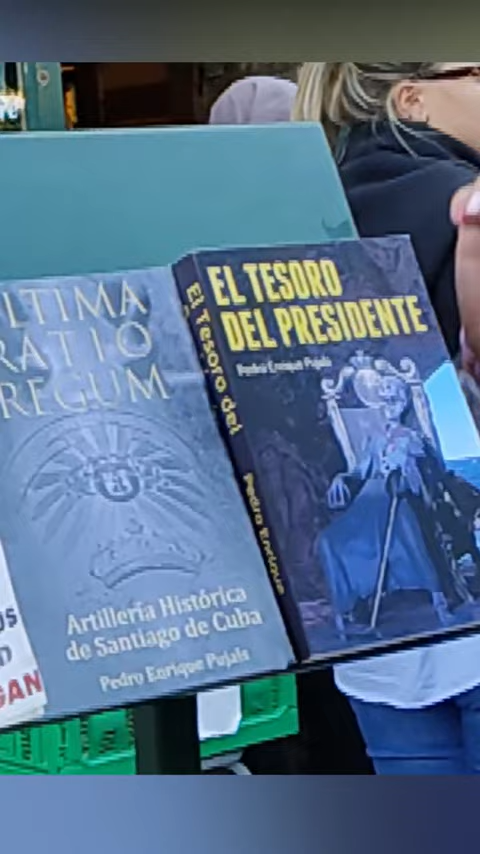 ULTIMA
RATIO
REGUM
Artillería Histórica
de Santiago de Cuba
Pedro Enrique Pujals
El Tesoro del
Pedro Enrique
EL TESORO
DEL PRESIDENTE
Pedro Enrique Pujals